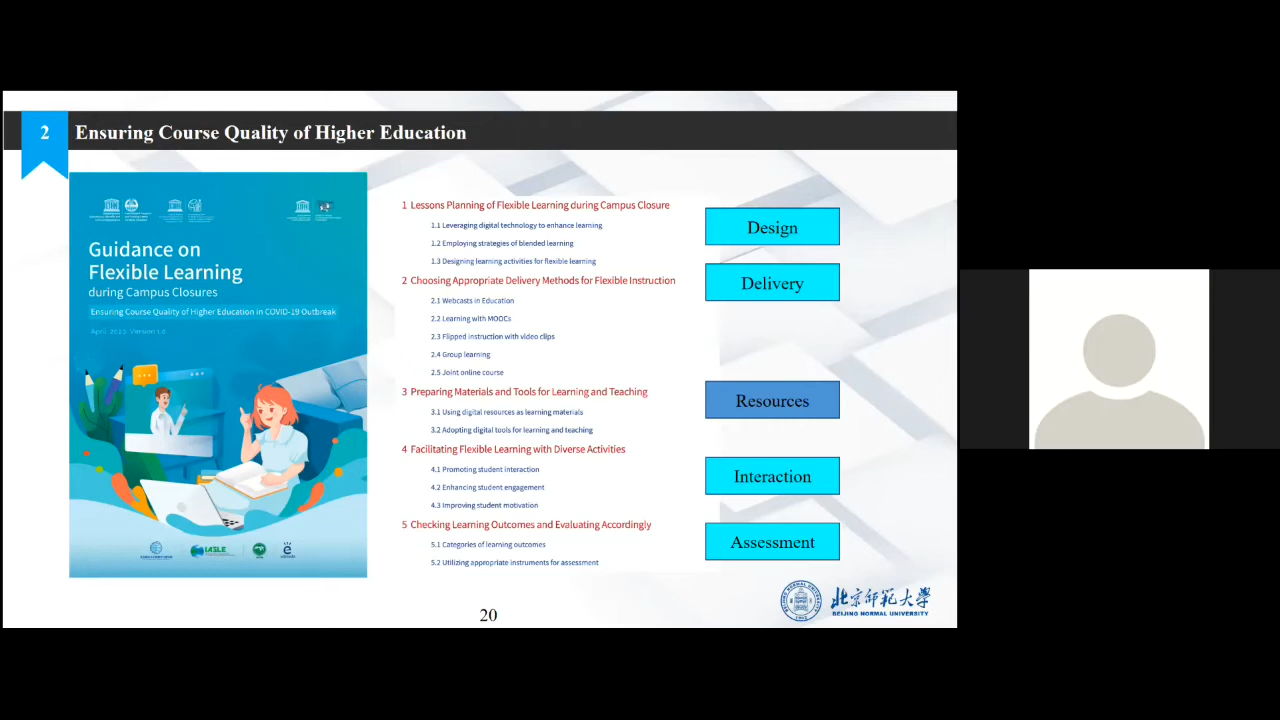 2
Ensuring Course Quality of Higher Education
Guidance on
Flexible Learning
during Campus Closures
Ensuring Course Quality of Higher Education in COVID-19 Outbreak
1 Lessons Planning of Flexible Learning during Campus Closure
1.1 Leveraging digital technology to enhance learning
1.2 Employing strategies of blended learning
1.3 Designing learning activities for flexible learning
2 Choosing Appropriate Delivery Methods for Flexible Instruction
2.1 Webcasts in Education
2.2 Learning with MOOCs
2.3 Flipped instruction with video clips
2.4 Group learning
2.5 Joint online course
3 Preparing Materials and Tools for Learning and Teaching
3.1 Using digital resources as learning materials
3.2 Adopting digital tools for learning and teaching
4 Facilitating Flexible Learning with Diverse Activities
4.1 Promoting student interaction
4.2 Enhancing student engagement
4.3 Improving student motivation
5 Checking Learning Outcomes and Evaluating Accordingly
5.1 Categories of learning outcomes
5.2 Utilizing appropriate instruments for assessment
Design
Delivery
Resources
Interaction
Assessment
IASLE
北京师范大学
BEIJING NORMAL UNIVERSITY
1902
20